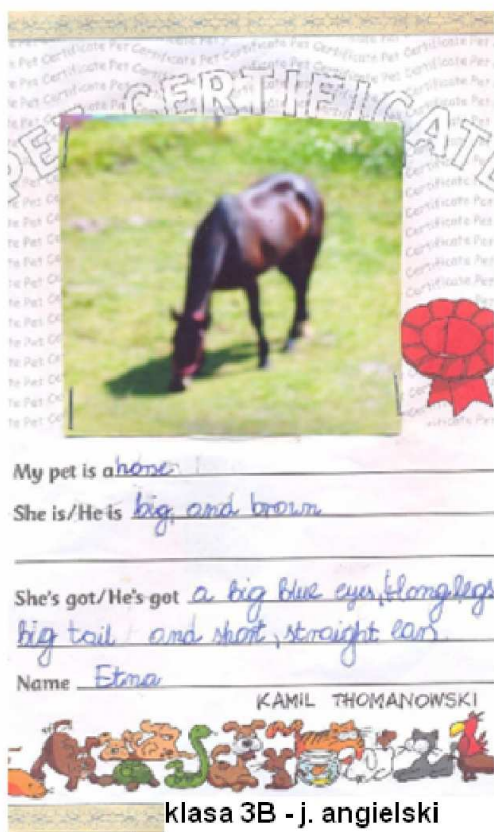 PET CERTIFICATE
My pet is a horse
She is/He is big, and brown
She's got/He's got a big blue eyes, long legs
big tail and short, straight ears
Name Etna
KAMIL THOMANOWSKI
klasa 3B - j. angielski